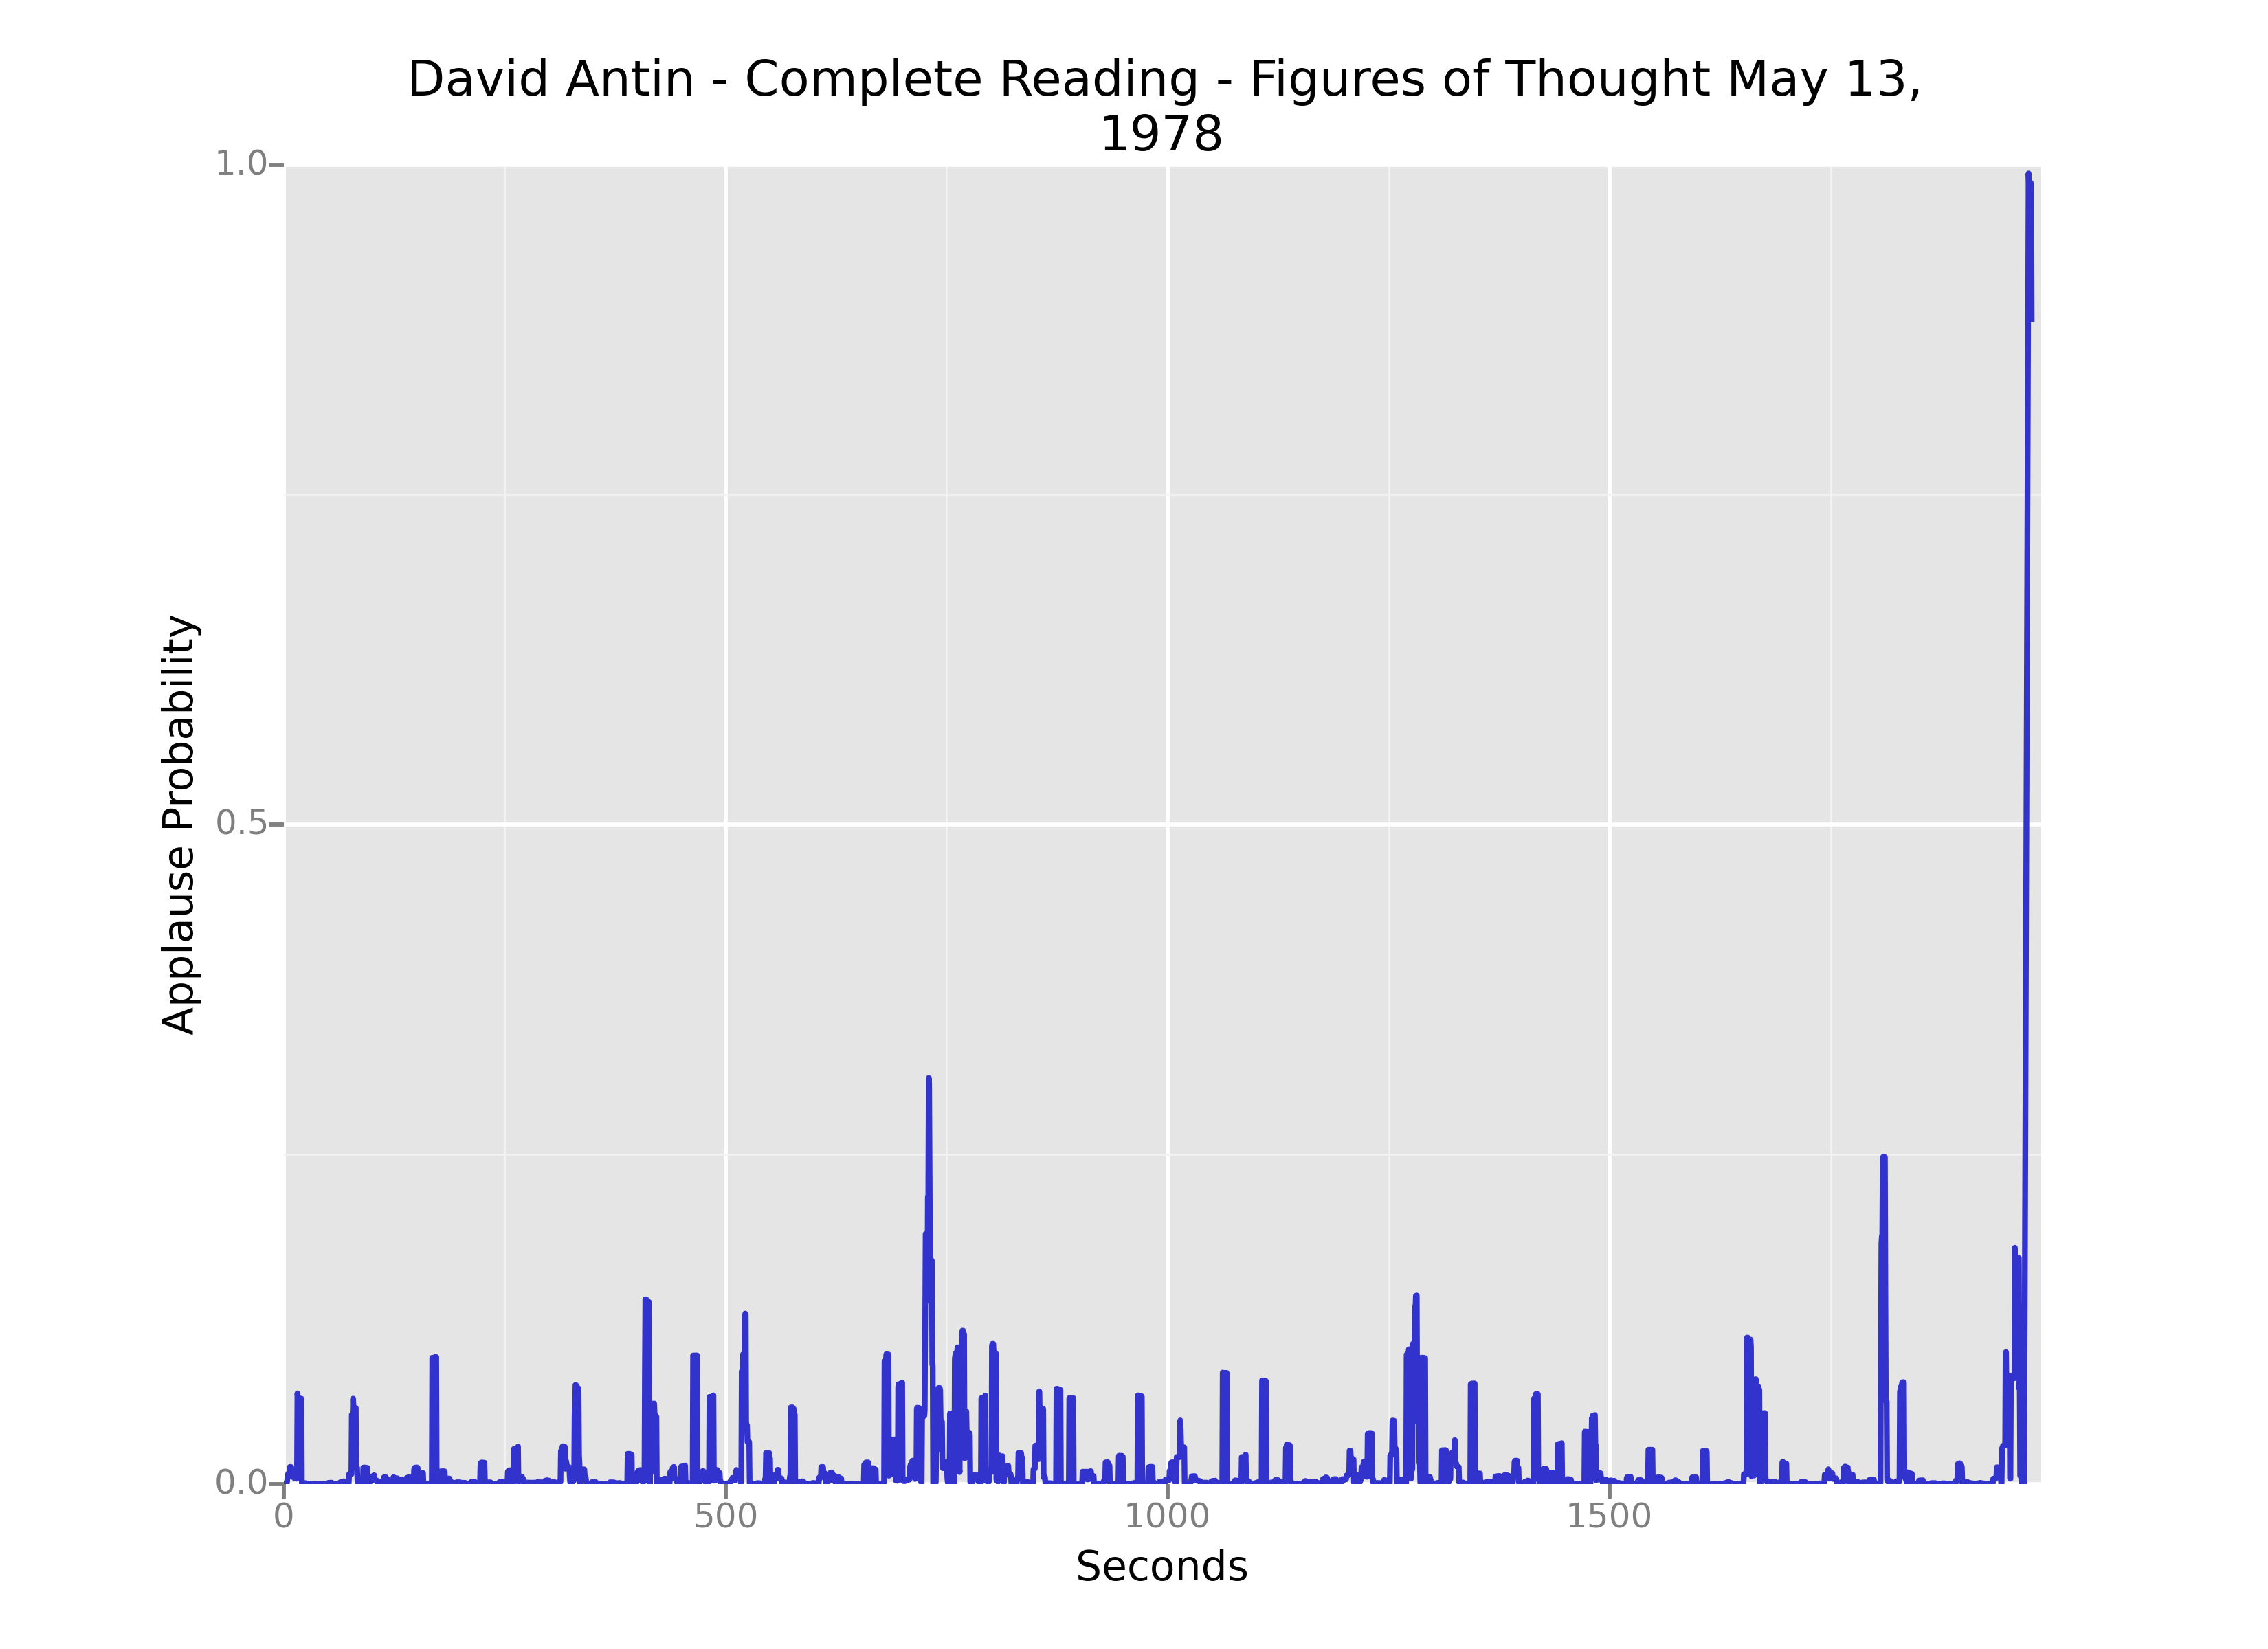 David Antin - Complete Reading - Figures of Thought May 13,
1978
1.0
0.5
0.0
Applause Probability
0
500
1000
1500
Seconds